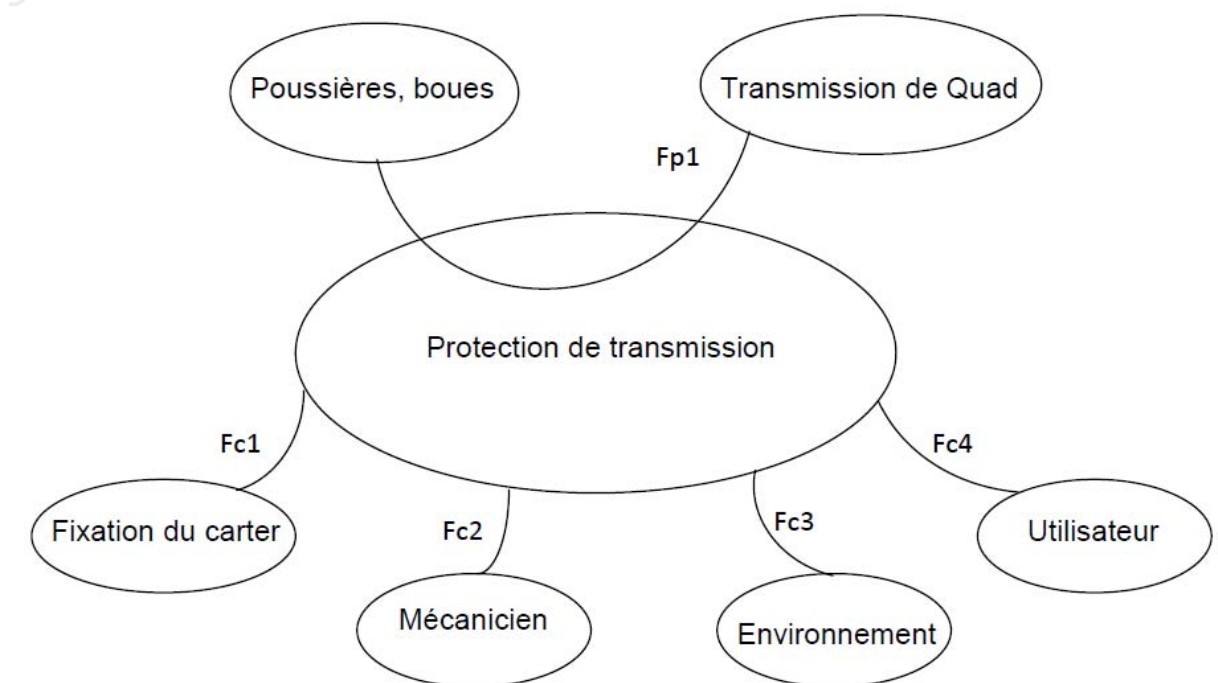 Poussières, boues
Transmission de Quad
Fp1
Protection de transmission
Fc1
Fc4
Fixation du carter
Fc2
Fc3
Utilisateur
Mécanicien
Environnement